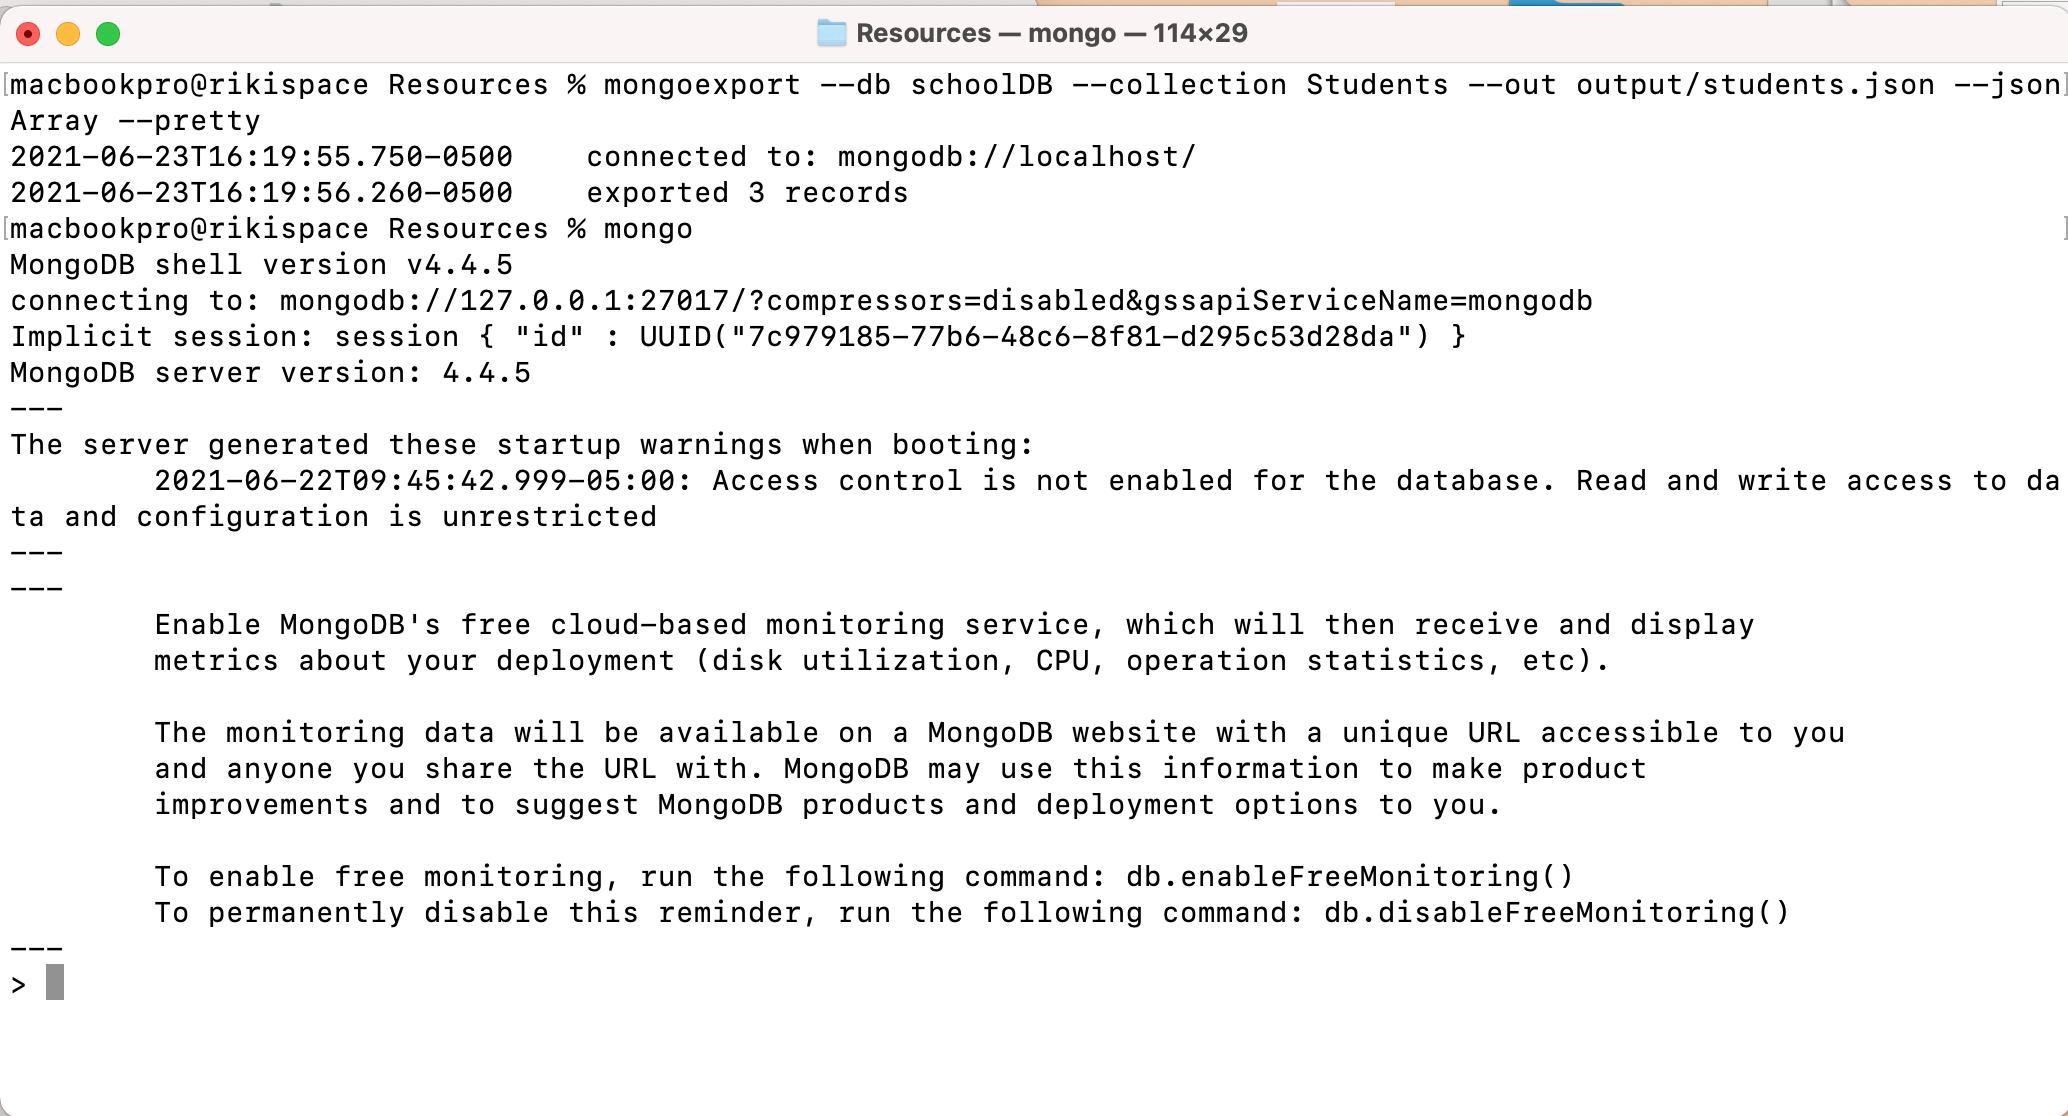 Resources — mongo — 114×29
[macbookpro@rikispace Resources % mongoexport --db schoolDB --collection Students --out output/students.json --json]
Array --pretty
2021-06-23T16:19:55.750-0500    connected to: mongodb://localhost/
2021-06-23T16:19:56.260-0500    exported 3 records
[macbookpro@rikispace Resources % mongo ]
MongoDB shell version v4.4.5
connecting to: mongodb://127.0.0.1:27017/?compressors=disabled&gssapiServiceName=mongodb
Implicit session: session { "id" : UUID("7c979185-77b6-48c6-8f81-d295c53d28da") }
MongoDB server version: 4.4.5
---
The server generated these startup warnings when booting:
        2021-06-22T09:45:42.999-05:00: Access control is not enabled for the database. Read and write access to da
ta and configuration is unrestricted
---
---
        Enable MongoDB's free cloud-based monitoring service, which will then receive and display
        metrics about your deployment (disk utilization, CPU, operation statistics, etc).
        The monitoring data will be available on a MongoDB website with a unique URL accessible to you
        and anyone you share the URL with. MongoDB may use this information to make product
        improvements and to suggest MongoDB products and deployment options to you.
        To enable free monitoring, run the following command: db.enableFreeMonitoring()
        To permanently disable this reminder, run the following command: db.disableFreeMonitoring()
---
>